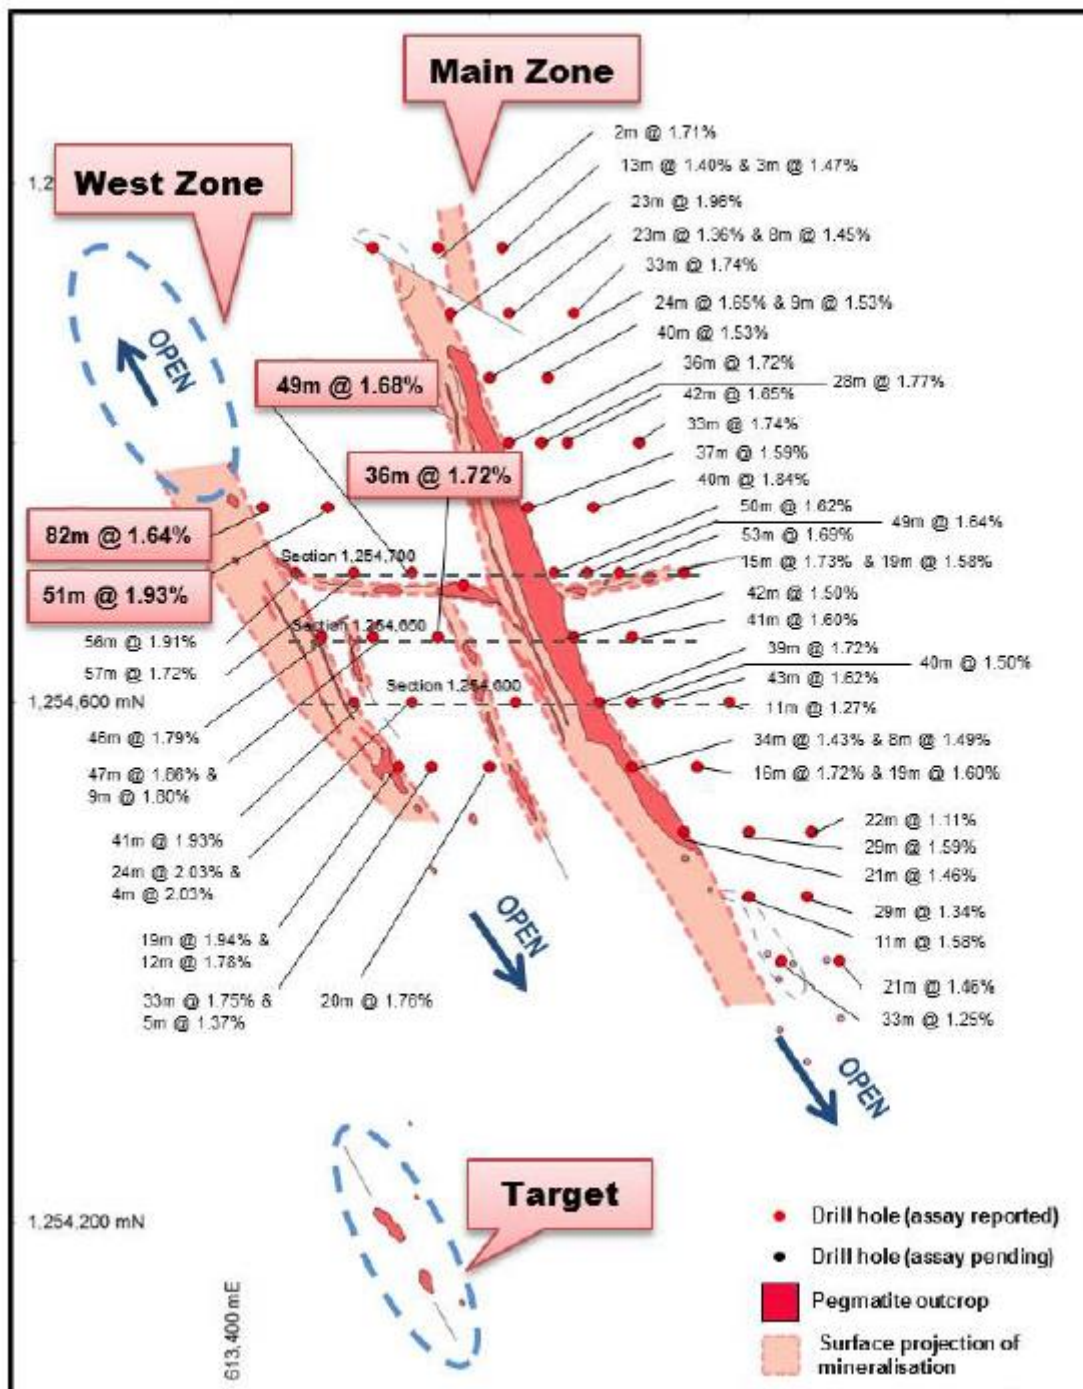 Main Zone
West Zone
1,2
2m @ 1.71%
13m @ 1.40% & 3m @ 1.47%
23m @ 1.96%
23m @ 1.36% & 8m @ 1.45%
33m @ 1.74%
24m @ 1.65% & 9m @ 1.53%
40m @ 1.53%
36m @ 1.72%
28m @ 1.77%
42m @ 1.65%
33m @ 1.74%
37m @ 1.59%
40m @ 1.84%
50m @ 1.62%
49m @ 1.64%
53m @ 1.69%
15m @ 1.73% & 19m @ 1.58%
42m @ 1.50%
41m @ 1.60%
39m @ 1.72%
40m @ 1.50%
43m @ 1.62%
11m @ 1.27%
34m @ 1.43% & 8m @ 1.49%
16m @ 1.72% & 19m @ 1.60%
22m @ 1.11%
29m @ 1.59%
21m @ 1.46%
29m @ 1.34%
11m @ 1.58%
21m @ 1.46%
33m @ 1.25%
OPEN
49m @ 1.68%
36m @ 1.72%
82m @ 1.64%
51m @ 1.93%
Section 1,254,700
Section 1,254,650
Section 1,254,600
56m @ 1.91%
57m @ 1.72%
1,254,600 mN
46m @ 1.79%
47m @ 1.86% &
9m @ 1.80%
41m @ 1.93%
24m @ 2.03% &
4m @ 2.03%
19m @ 1.94% &
12m @ 1.78%
33m @ 1.75% &
5m @ 1.37%
20m @ 1.76%
OPEN
OPEN
Target
1,254,200 mN
613,400 mE
Drill hole (assay reported)
Drill hole (assay pending)
Pegmatite outcrop
Surface projection of
mineralisation